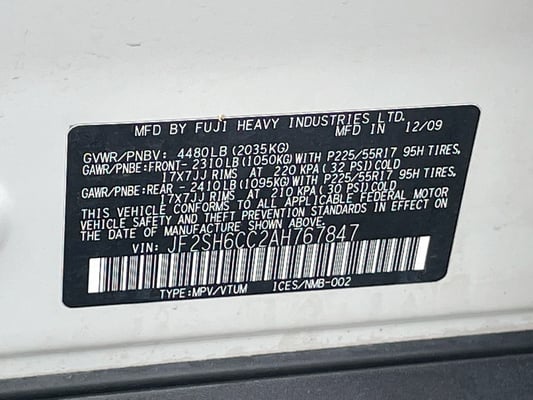 MFD BY FUJI HEAVY INDUSTRIES LTD.
MFD IN 12/09
GVWR/PNBV: 4480LB (2035KG)
GAWR/PNBE:FRONT- 2310LB(1050KG)WITH P225/55R17 95H TIRES.
17X7JJ RIMS AT 220 KPA(32 PSI)COLD
GAWR/PNBE:REAR -2410LB(1095KG)WITH P225/55R17 95H TIRES.
17X7JJ RIMS AT 210 KPA(30 PSI)COLD
THIS VEHICLE CONFORMS TO ALL APPLICABLE FEDERAL MOTOR
VEHICLE SAFETY AND THEFT PREVENTION STANDARDS IN EFFECT ON
THE DATE OF MANUFACTURE SHOWN ABOVE.
VIN: JF2SH6CC2AH767847
TYPE:MPV/VTUM ICES/NMB-002